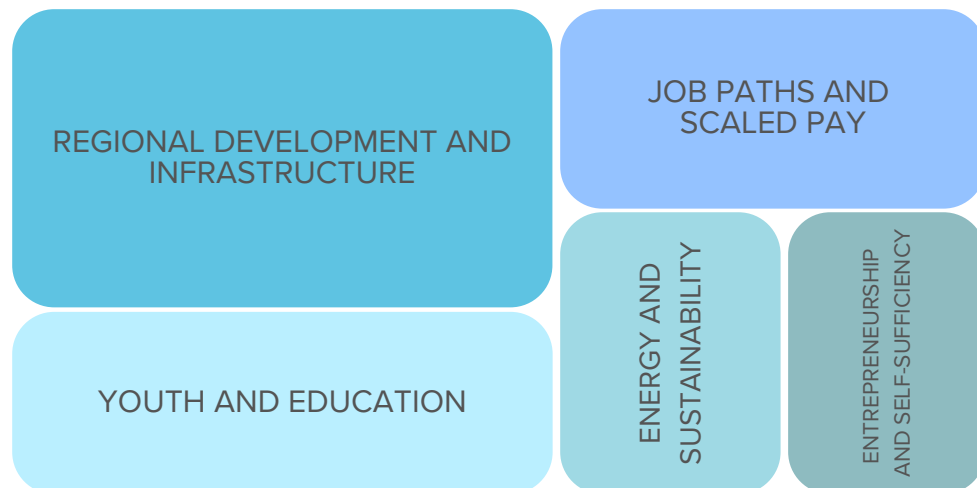 REGIONAL DEVELOPMENT AND
INFRASTRUCTURE
JOB PATHS AND
SCALED PAY
YOUTH AND EDUCATION
ENERGY AND
SUSTAINABILITY
ENTREPRENEURSHIP
AND SELF-SUFFICIENCY